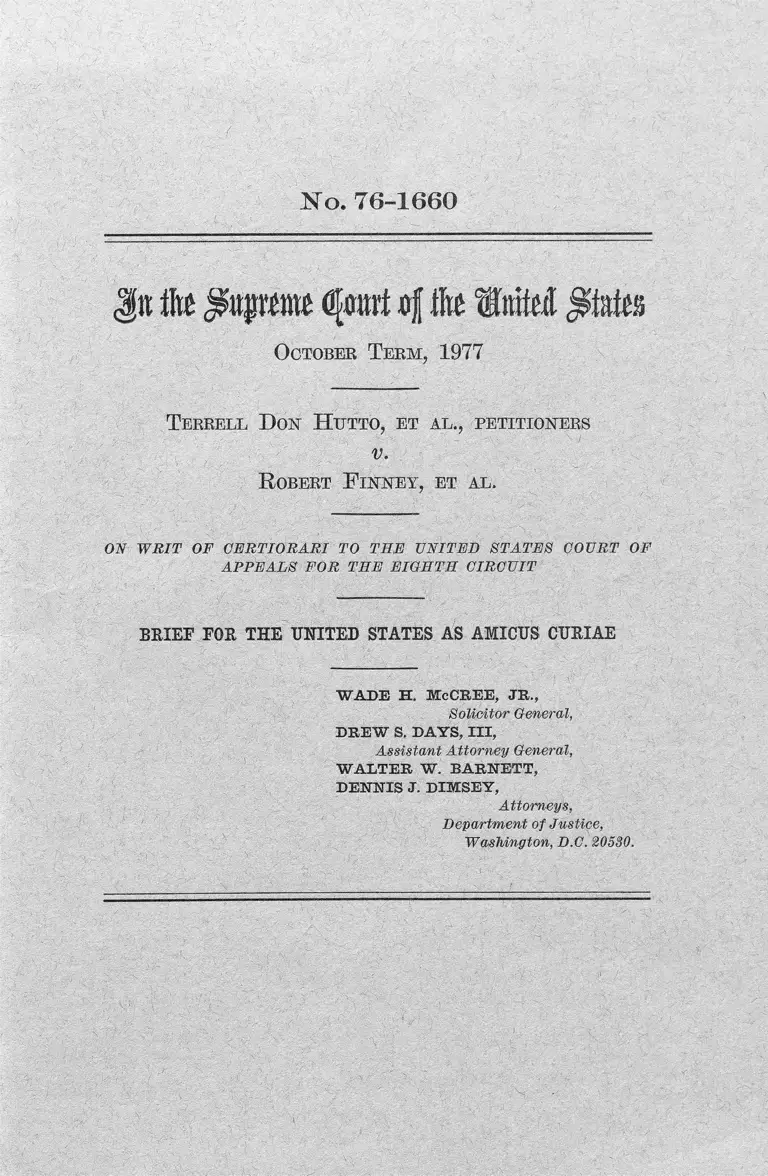 No. 76-1660
In the Supreme Court of the United States
OCTOBER TERM, 1977
TERRELL DON HUTTO, ET AL., PETITIONERS
v.
ROBERT FINNEY, ET AL.
ON WRIT OF CERTIORARI TO THE UNITED STATES COURT OF
APPEALS FOR THE EIGHTH CIRCUIT
BRIEF FOR THE UNITED STATES AS AMICUS CURIAE
WADE H. McCREE, JR.,
Solicitor General,
DREW S. DAYS, III,
Assistant Attorney General,
WALTER W. BARNETT,
DENNIS J. DIMSEY,
Attorneys,
Department of Justice,
Washington, D.C. 20530.